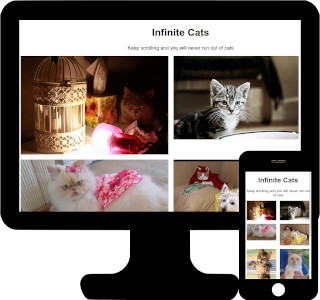 Infinite Cats
Keep scrolling and you will never run out of cats
Infinite Cats
Keep scrolling and you will never run out
of cats